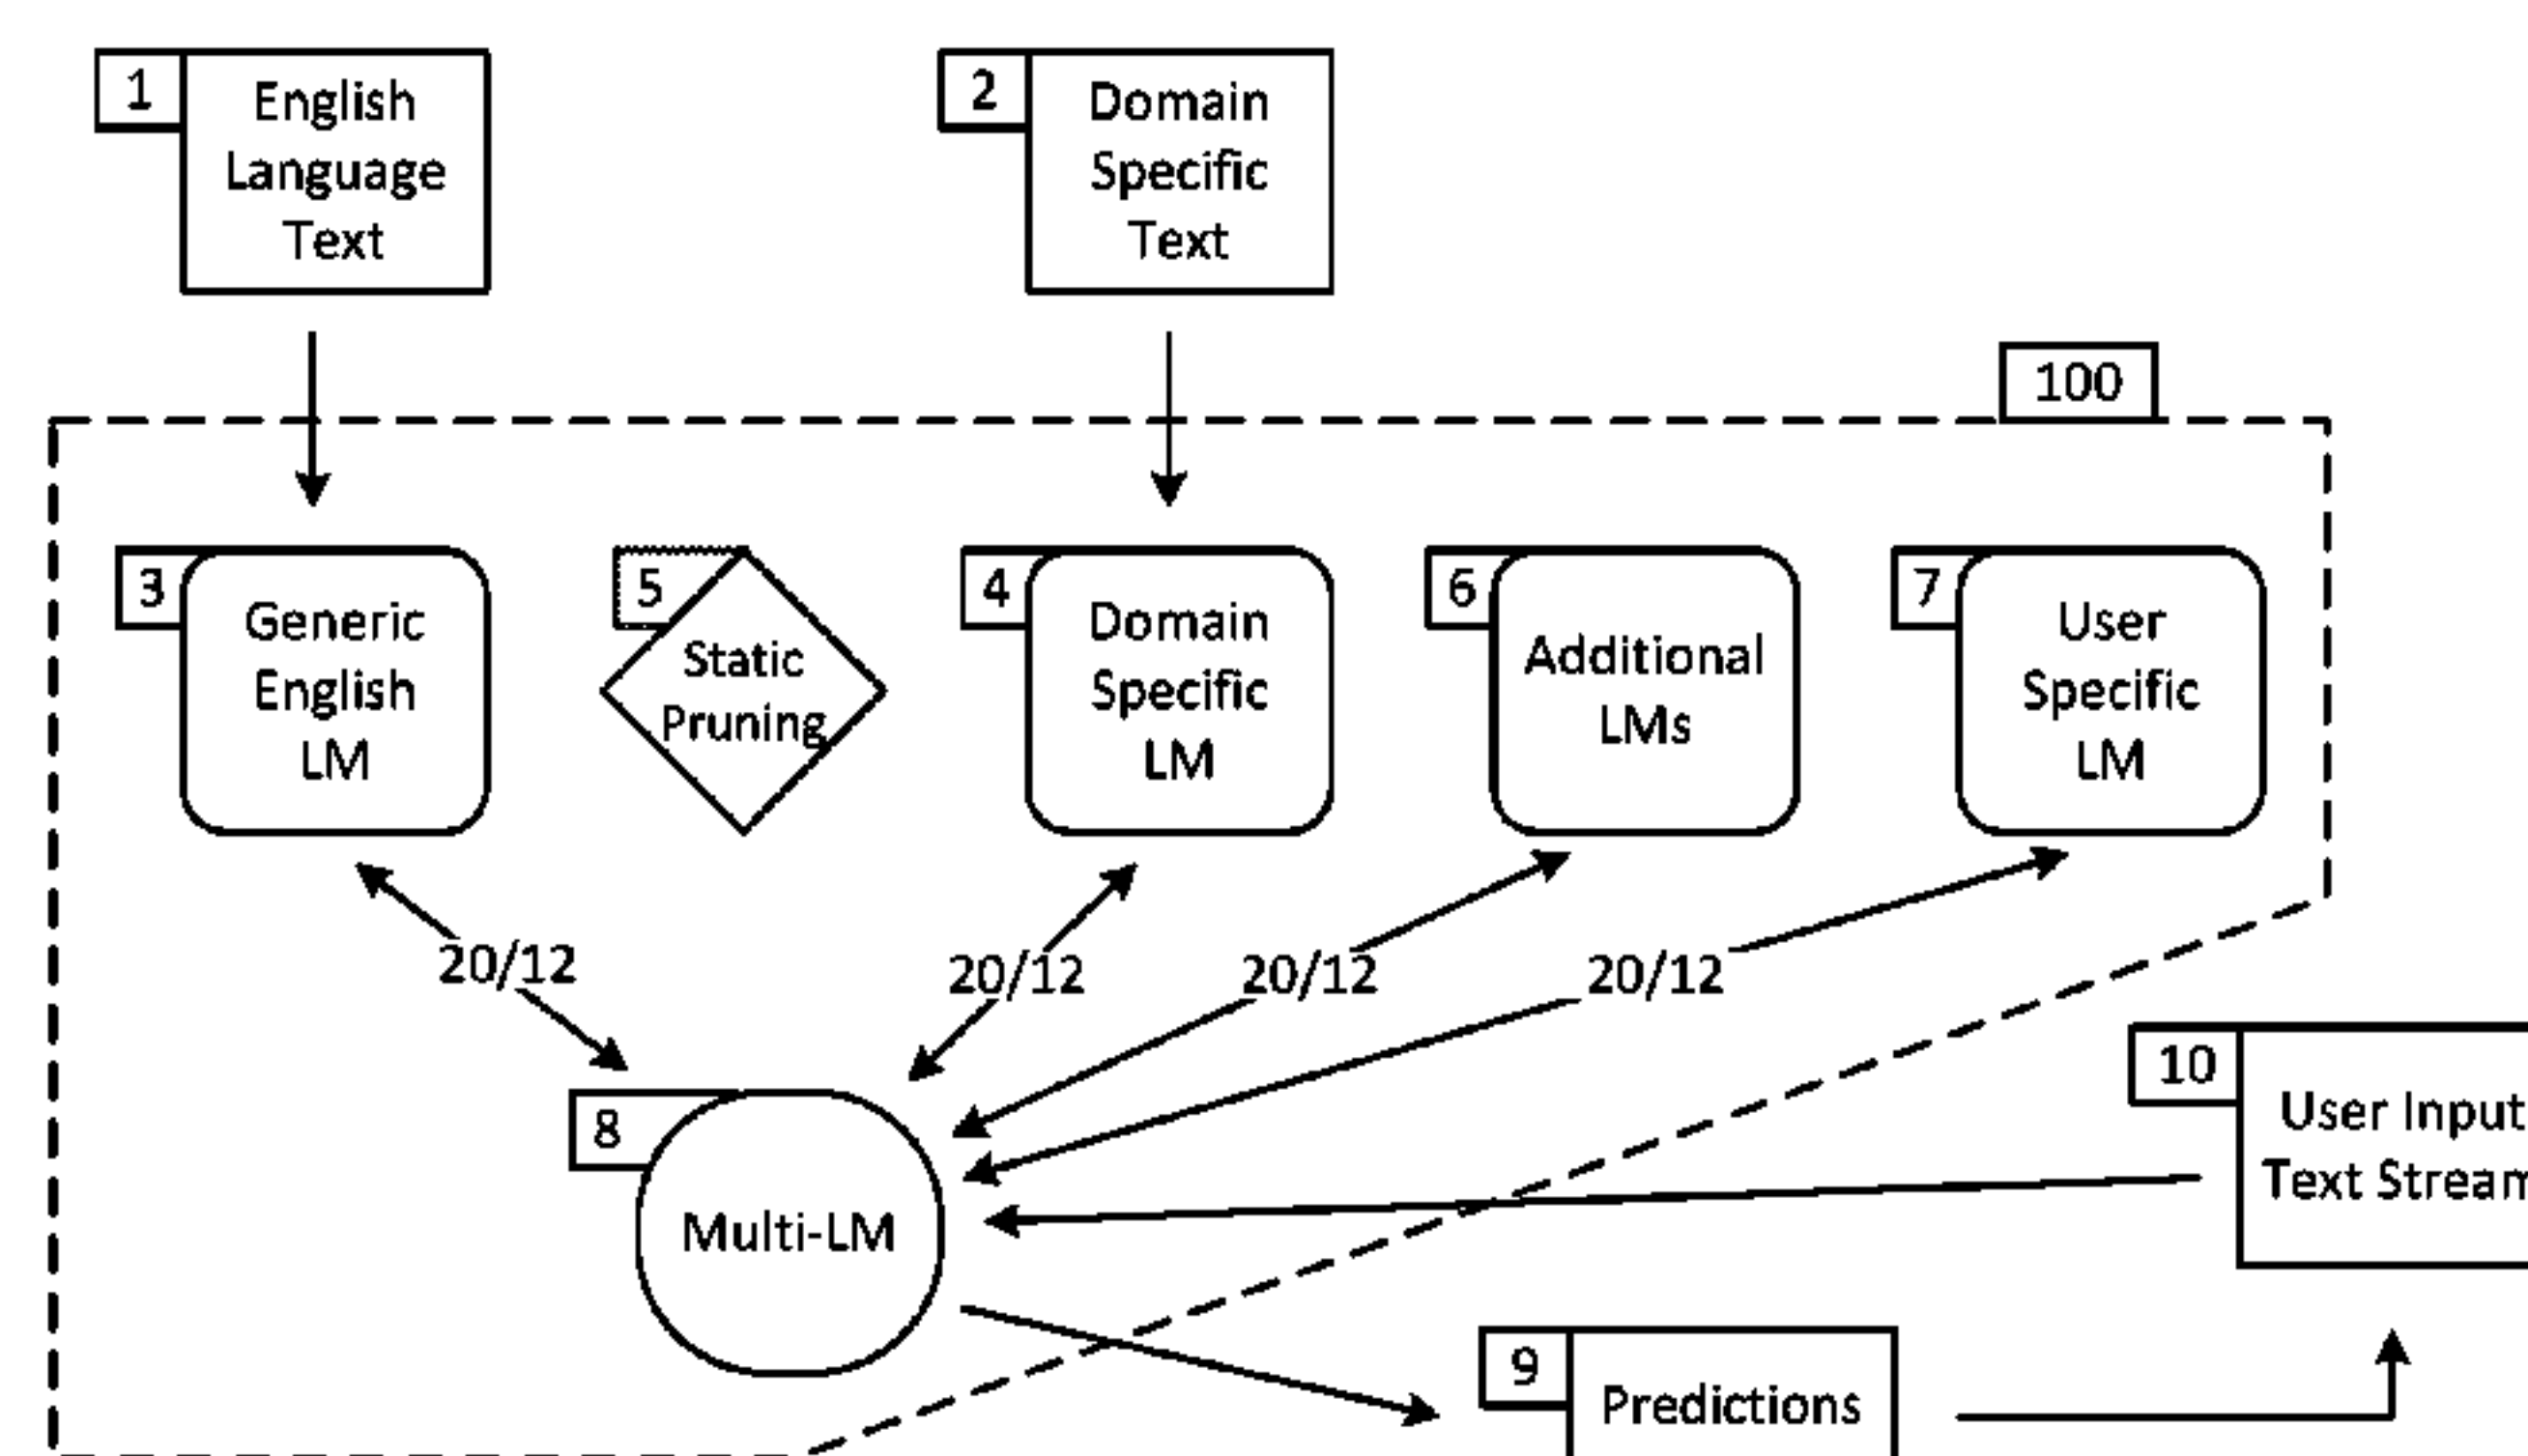 1
English
Language
Text
2
Domain
Specific
Text
100
3
Generic
English
LM
5
Static
Pruning
4
Domain
Specific
LM
6
Additional
LMs
7
User
Specific
LM
20/12
20/12
20/12
20/12
8
Multi-LM
10
User Input
Text Stream
9
Predictions